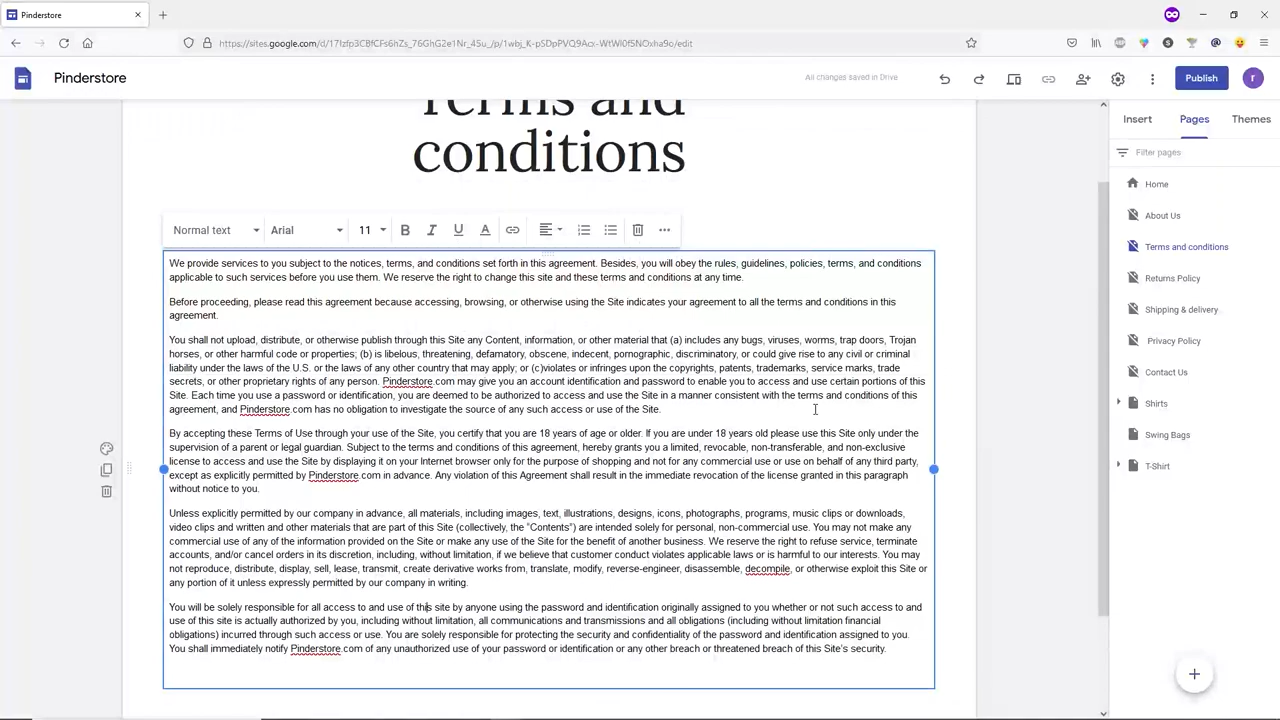 Pinderstore
https://sites.google.com/d/
/edit
Pinderstore
All changes saved in Drive
Publish
r
Terms and
conditions
Insert
Pages
Themes
Filter pages
Home
About Us
Terms and conditions
Returns Policy
Shipping & delivery
Privacy Policy
Contact Us
Shirts
Swing Bags
T-Shirt
Normal text
Arial
11
We provide services to you subject to the notices, terms, and conditions set forth in this agreement. Besides, you will obey the rules, guidelines, policies, terms, and conditions
applicable to such services before you use them. We reserve the right to change this site and these terms and conditions at any time.
Before proceeding, please read this agreement because accessing, browsing, or otherwise using the Site indicates your agreement to all the terms and conditions in this
agreement.
You shall not upload, distribute, or otherwise publish through this Site any Content, information, or other material that (a) includes any bugs, viruses, worms, trap doors, Trojan
horses, or other harmful code or properties; (b) is libelous, threatening, defamatory, obscene, indecent, pornographic, discriminatory, or could give rise to any civil or criminal
liability under the laws of the U.S. or the laws of any other country that may apply; or (c)violates or infringes upon the copyrights, patents, trademarks, service marks, trade
secrets, or other proprietary rights of any person. Pinderstore.com may give you an account identification and password to enable you to access and use certain portions of this
Site. Each time you use a password or identification, you are deemed to be authorized to access and use the Site in a manner consistent with the terms and conditions of this
agreement, and Pinderstore.com has no obligation to investigate the source of any such access or use of the Site.
By accepting these Terms of Use through your use of the Site, you certify that you are 18 years of age or older. If you are under 18 years old please use this Site only under the
supervision of a parent or legal guardian. Subject to the terms and conditions of this agreement, hereby grants you a limited, revocable, non-transferable, and non-exclusive
license to access and use the Site by displaying it on your Internet browser only for the purpose of shopping and not for any commercial use or use on behalf of any third party,
except as explicitly permitted by Pinderstore.com in advance. Any violation of this Agreement shall result in the immediate revocation of the license granted in this paragraph
without notice to you.
Unless explicitly permitted by our company in advance, all materials, including images, text, illustrations, designs, icons, photographs, programs, music clips or downloads,
video clips and written and other materials that are part of this Site (collectively, the "Contents") are intended solely for personal, non-commercial use. You may not make any
commercial use of any of the information provided on the Site or make any use of the Site for the benefit of another business. We reserve the right to refuse service, terminate
accounts, and/or cancel orders in its discretion, including, without limitation, if we believe that customer conduct violates applicable laws or is harmful to our interests. You may
not reproduce, distribute, display, sell, lease, transmit, create derivative works from, translate, modify, reverse-engineer, disassemble, decompile, or otherwise exploit this Site or
any portion of it unless expressly permitted by our company in writing.
You will be solely responsible for all access to and use of this site by anyone using the password and identification originally assigned to you whether or not such access to and
use of this site is actually authorized by you, including without limitation, all communications and transmissions and all obligations (including without limitation financial
obligations) incurred through such access or use. You are solely responsible for protecting the security and confidentiality of the password and identification assigned to you.
You shall immediately notify Pinderstore.com of any unauthorized use of your password or identification or any other breach or threatened breach of this Site's security.